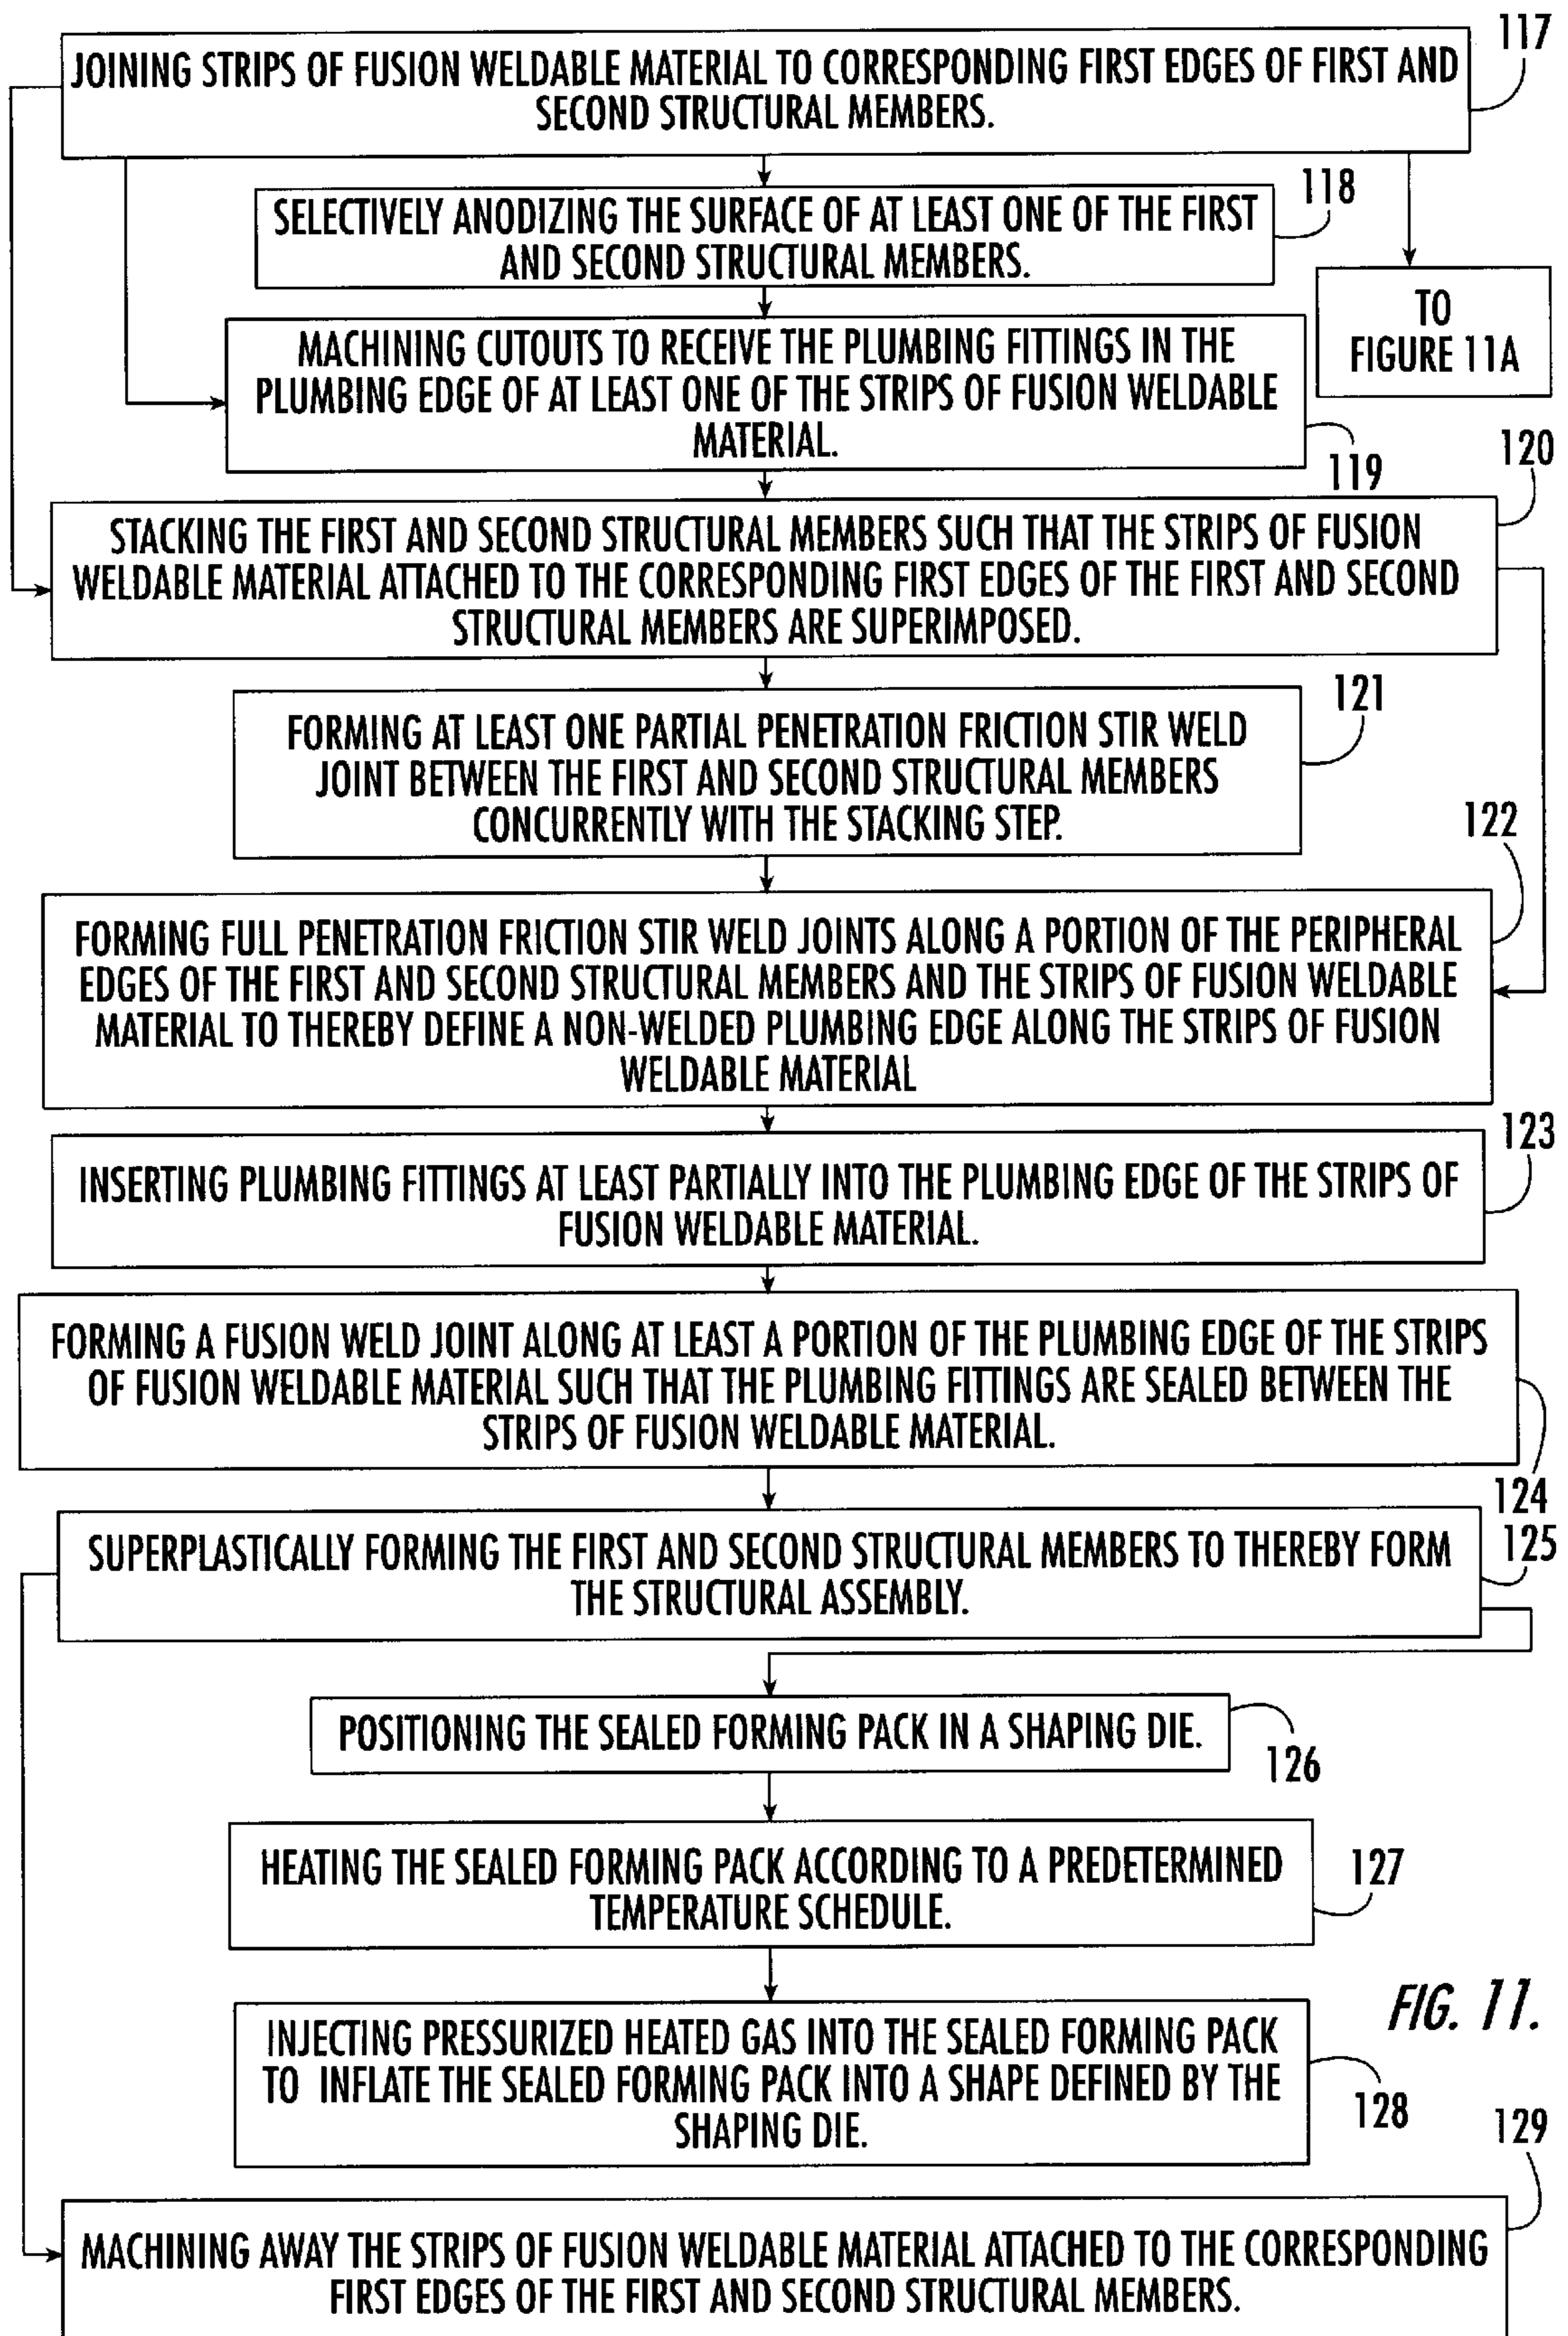 117
JOINING STRIPS OF FUSION WELDABLE MATERIAL TO CORRESPONDING FIRST EDGES OF FIRST AND
SECOND STRUCTURAL MEMBERS.
118
SELECTIVELY ANODIZING THE SURFACE OF AT LEAST ONE OF THE FIRST
AND SECOND STRUCTURAL MEMBERS.
TO
FIGURE 11A
MACHINING CUTOUTS TO RECEIVE THE PLUMBING FITTINGS IN THE
PLUMBING EDGE OF AT LEAST ONE OF THE STRIPS OF FUSION WELDABLE
MATERIAL.
119
120
STACKING THE FIRST AND SECOND STRUCTURAL MEMBERS SUCH THAT THE STRIPS OF FUSION
WELDABLE MATERIAL ATTACHED TO THE CORRESPONDING FIRST EDGES OF THE FIRST AND SECOND
STRUCTURAL MEMBERS ARE SUPERIMPOSED.
121
FORMING AT LEAST ONE PARTIAL PENETRATION FRICTION STIR WELD
JOINT BETWEEN THE FIRST AND SECOND STRUCTURAL MEMBERS
CONCURRENTLY WITH THE STACKING STEP.
122
FORMING FULL PENETRATION FRICTION STIR WELD JOINTS ALONG A PORTION OF THE PERIPHERAL
EDGES OF THE FIRST AND SECOND STRUCTURAL MEMBERS AND THE STRIPS OF FUSION WELDABLE
MATERIAL TO THEREBY DEFINE A NON-WELDED PLUMBING EDGE ALONG THE STRIPS OF FUSION
WELDABLE MATERIAL
123
INSERTING PLUMBING FITTINGS AT LEAST PARTIALLY INTO THE PLUMBING EDGE OF THE STRIPS OF
FUSION WELDABLE MATERIAL.
FORMING A FUSION WELD JOINT ALONG AT LEAST A PORTION OF THE PLUMBING EDGE OF THE STRIPS
OF FUSION WELDABLE MATERIAL SUCH THAT THE PLUMBING FITTINGS ARE SEALED BETWEEN THE
STRIPS OF FUSION WELDABLE MATERIAL.
124
125
SUPERPLASTICALLY FORMING THE FIRST AND SECOND STRUCTURAL MEMBERS TO THEREBY FORM
THE STRUCTURAL ASSEMBLY.
POSITIONING THE SEALED FORMING PACK IN A SHAPING DIE.
126
HEATING THE SEALED FORMING PACK ACCORDING TO A PREDETERMINED
TEMPERATURE SCHEDULE.
127
FIG. 11.
INJECTING PRESSURIZED HEATED GAS INTO THE SEALED FORMING PACK
TO INFLATE THE SEALED FORMING PACK INTO A SHAPE DEFINED BY THE
SHAPING DIE.
128
129
MACHINING AWAY THE STRIPS OF FUSION WELDABLE MATERIAL ATTACHED TO THE CORRESPONDING
FIRST EDGES OF THE FIRST AND SECOND STRUCTURAL MEMBERS.